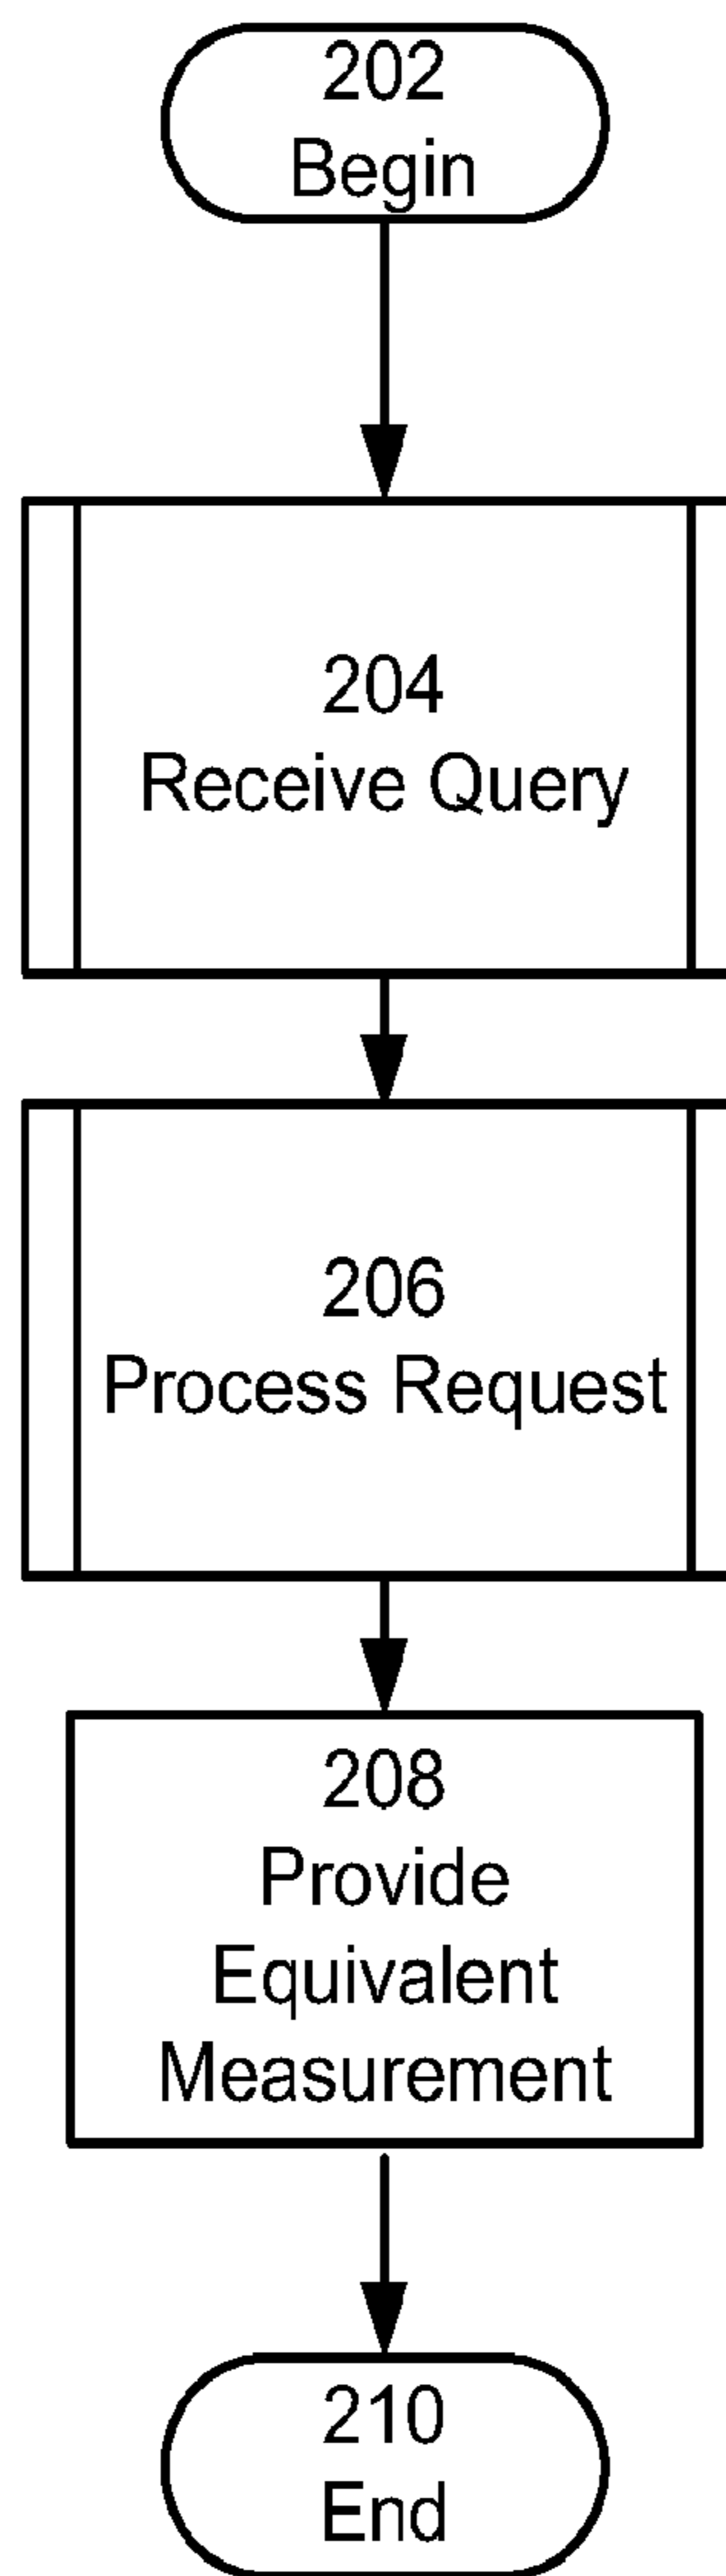 202
Begin
204
Receive Query
206
Process Request
208
Provide
Equivalent
Measurement
210
End